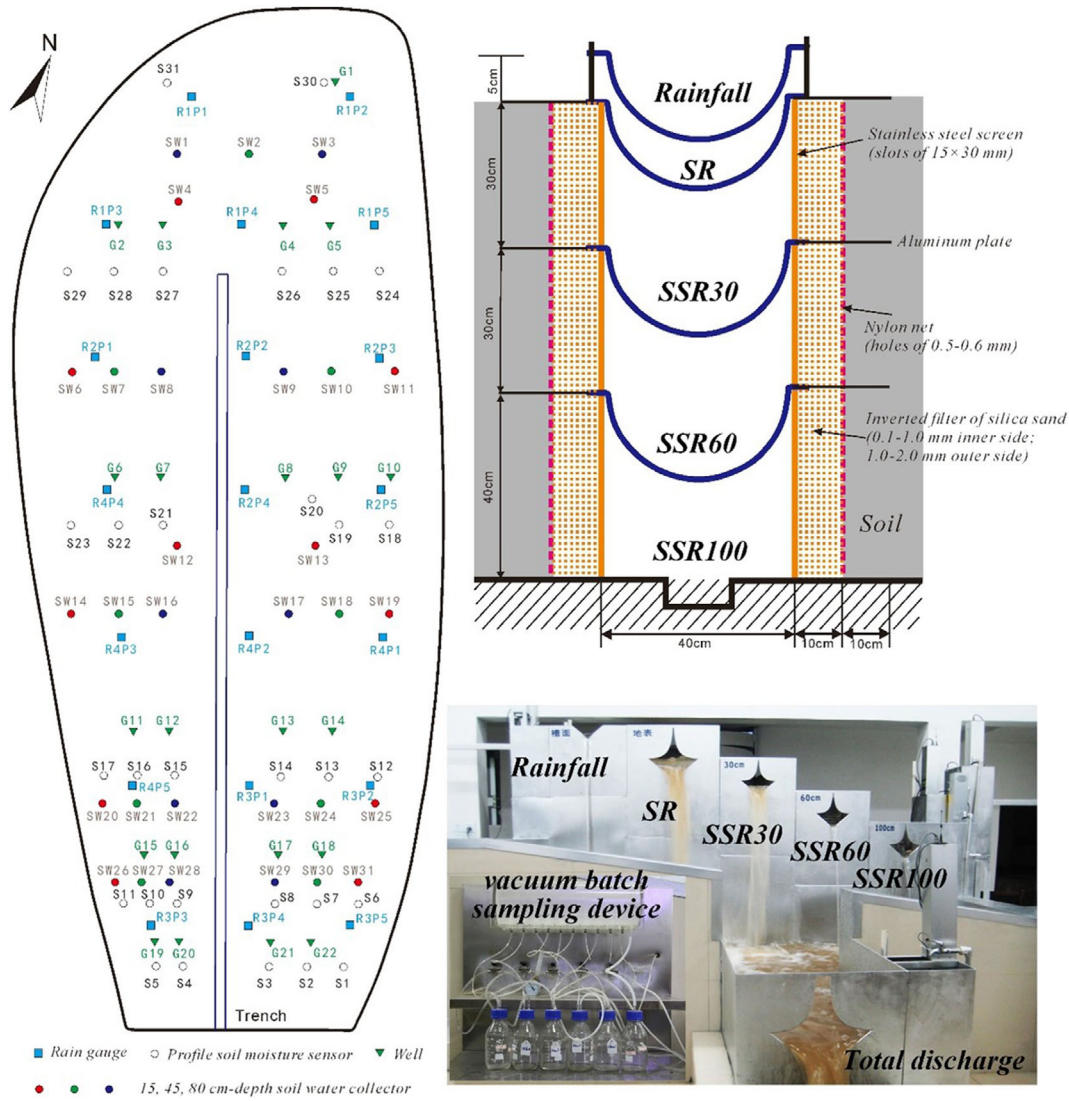 N
S31
S30
G1
R1P1
R1P2
SW1
SW2
SW3
SW4
SW5
R1P3
R1P4
R1P5
G2
G3
G4
G5
S29
S28
S27
S26
S25
S24
R2P1
R2P2
R2P3
SW6
SW7
SW8
SW9
SW10
SW11
G6
G7
G8
G9
G10
R4P4
R2P4
R2P5
S20
S21
S23
S22
S19
S18
SW12
SW13
SW14
SW15
SW16
SW17
SW18
SW19
R4P3
R4P2
R4P1
G11
G12
G13
G14
S17
S16
S15
S14
S13
S12
R4P5
R3P1
R3P2
SW20
SW21
SW22
SW23
SW24
SW25
G15
G16
G17
G18
SW26
SW27
SW28
SW29
SW30
SW31
S11
S10
S9
S8
S7
S6
R3P3
R3P4
R3P5
G19
G20
G21
G22
S5
S4
S3
S2
S1
Trench
Rain gauge
Profile soil moisture sensor
Well
15, 45, 80 cm-depth soil water collector
5cm
30cm
30cm
40cm
Rainfall
SR
SSR30
SSR60
SSR100
Stainless steel screen
(slots of 15×30 mm)
Aluminum plate
Nylon net
(holes of 0.5-0.6 mm)
Inverted filter of silica sand
(0.1-1.0 mm inner side;
1.0-2.0 mm outer side)
Soil
40cm
10cm
10cm
槽面
地表
30cm
60cm
100cm
Rainfall
SR
SSR30
SSR60
SSR100
vacuum batch
sampling device
Total discharge